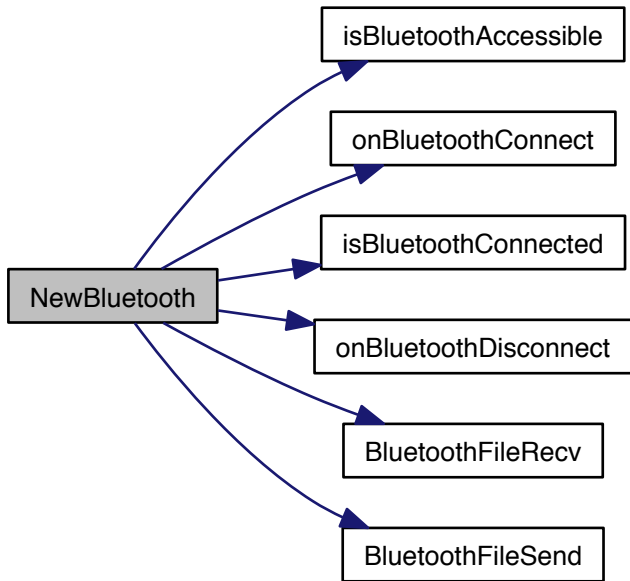 isBluetoothAccessible
onBluetoothConnect
isBluetoothConnected
NewBluetooth
onBluetoothDisconnect
BluetoothFileRecv
BluetoothFileSend